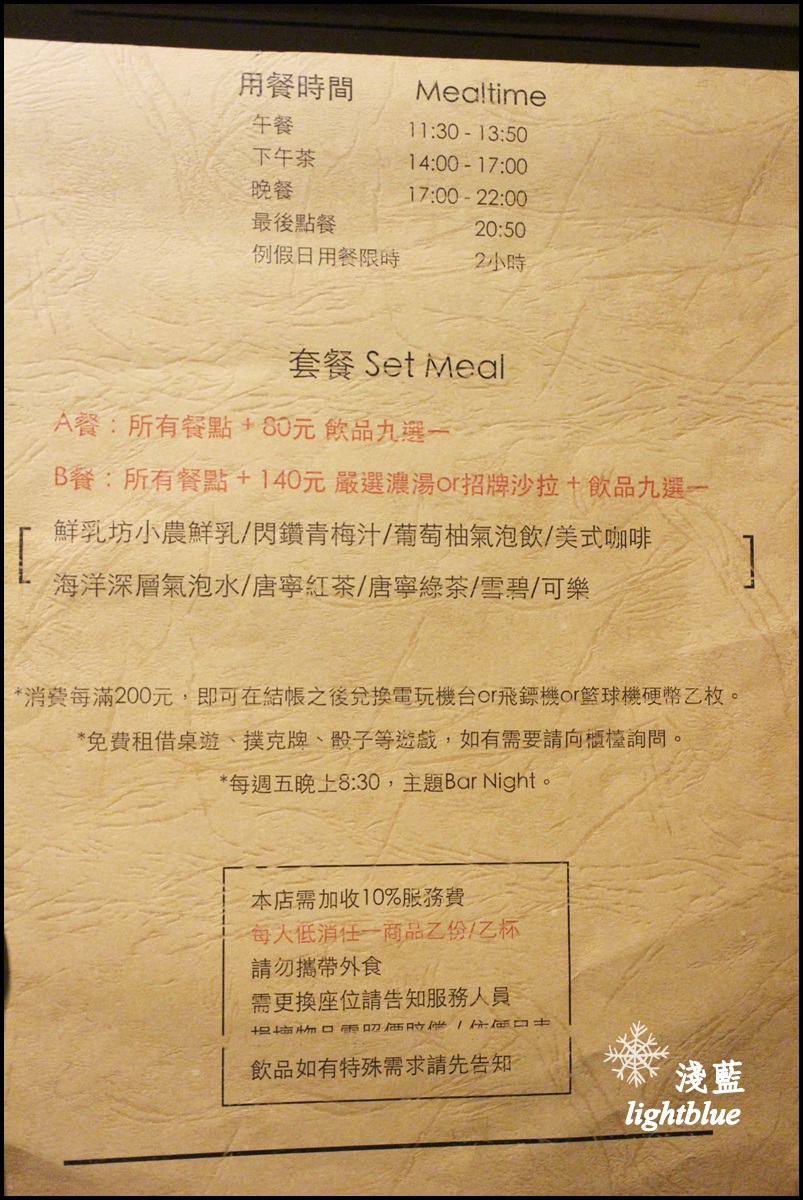 用餐時間 Mealtime
午餐 11:30 - 13:50
下午茶 14:00 - 17:00
晚餐 17:00 - 22:00
最後點餐 20:50
例假日用餐限時 2小時
套餐 Set Meal
A餐：所有餐點 + 80元 飲品九選一
B餐：所有餐點 + 140元 嚴選濃湯or招牌沙拉 + 飲品九選一
鮮乳坊小農鮮乳/閃鑽青梅汁/葡萄柚氣泡飲/美式咖啡
海洋深層氣泡水/唐寧紅茶/唐寧綠茶/雪碧/可樂
*消費每滿200元，即可在結帳之後兌換電玩機台or飛鏢機or籃球機硬幣乙枚。
*免費租借桌遊、撲克牌、骰子等遊戲，如有需要請向櫃檯詢問。
*每週五晚上8:30，主題Bar Night。
本店需加收10%服務費
每人低消任一商品乙份/乙杯
請勿攜帶外食
需更換座位請告知服務人員
損壞物品需照價賠償
飲品如有特殊需求請先告知
淺藍
lightblue